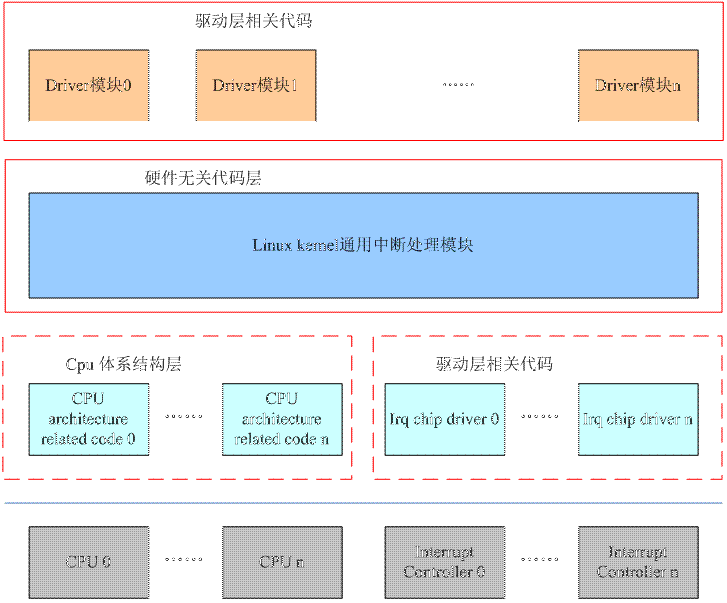 驱动层相关代码
Driver模块0
Driver模块1
……
Driver模块n
硬件无关代码层
Linux kernel通用中断处理模块
Cpu 体系结构层
CPU
architecture
related code 0
……
CPU
architecture
related code n
驱动层相关代码
Irq chip driver 0
……
Irq chip driver n
CPU 0
……
CPU n
Interrupt
Controller 0
……
Interrupt
Controller n